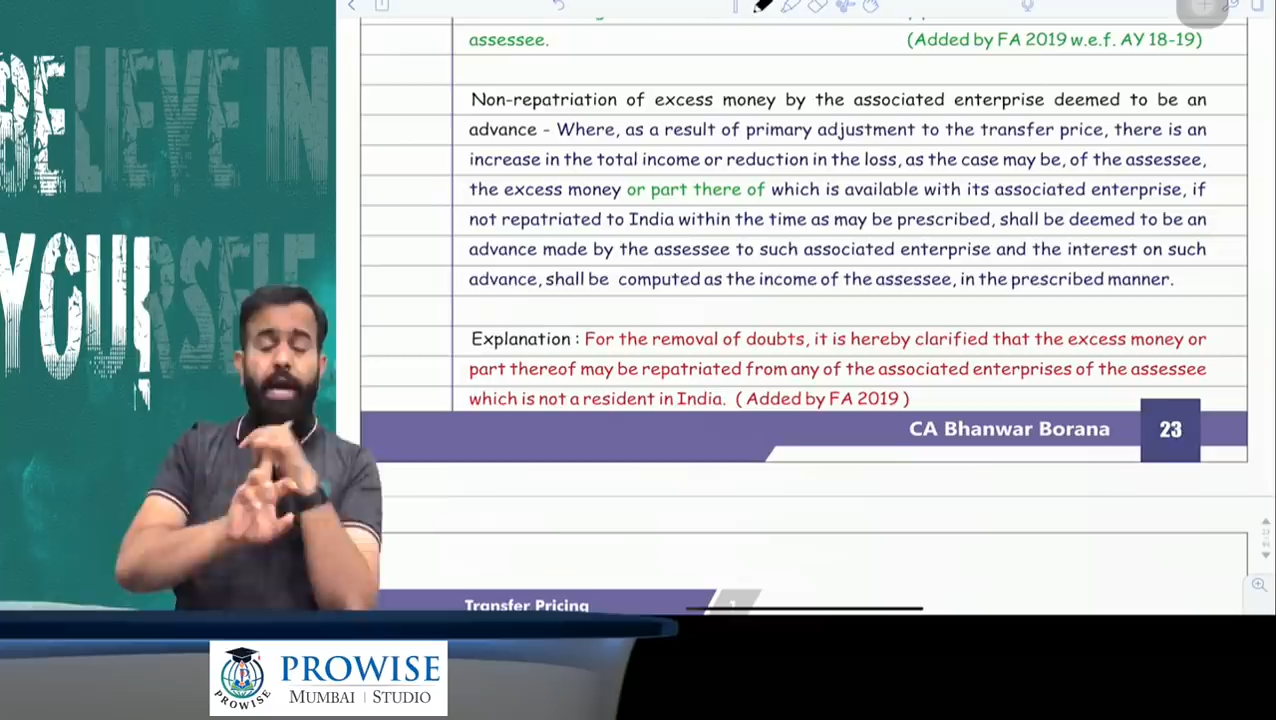 BELIEVE IN
YOURSELF
assessee. (Added by FA 2019 w.e.f. AY 18-19)
Non-repatriation of excess money by the associated enterprise deemed to be an
advance - Where, as a result of primary adjustment to the transfer price, there is an
increase in the total income or reduction in the loss, as the case may be, of the assessee,
the excess money or part there of which is available with its associated enterprise, if
not repatriated to India within the time as may be prescribed, shall be deemed to be an
advance made by the assessee to such associated enterprise and the interest on such
advance, shall be computed as the income of the assessee, in the prescribed manner.
Explanation : For the removal of doubts, it is hereby clarified that the excess money or
part thereof may be repatriated from any of the associated enterprises of the assessee
which is not a resident in India. ( Added by FA 2019 )
CA Bhanwar Borana 23
Transfer Pricing
PROWISE
PROWISE
MUMBAI | STUDIO